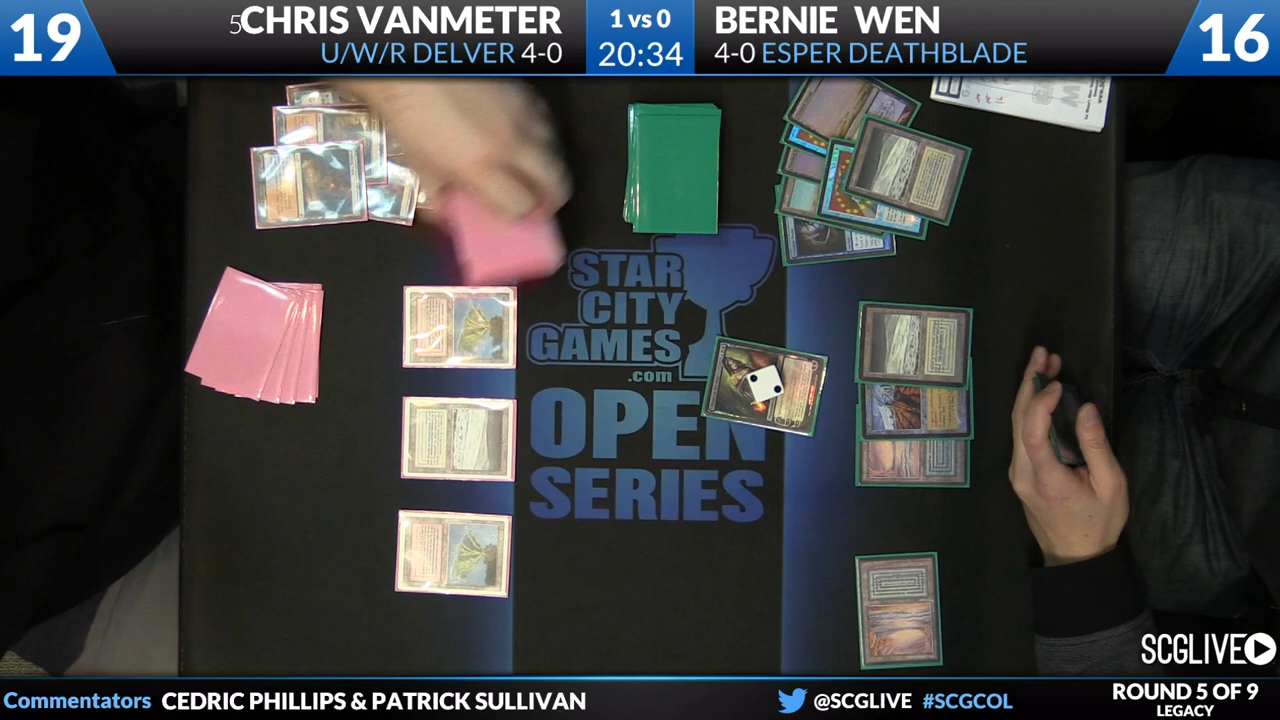 19
5CHRIS VANMETER
U/W/R DELVER 4-0
1 vs 0
20:34
BERNIE WEN
4-0 ESPER DEATHBLADE
16
STAR
CITY
GAMES
.com
OPEN
SERIES
SCGLIVE
Commentators CEDRIC PHILLIPS & PATRICK SULLIVAN
@SCGLIVE #SCGCOL
ROUND 5 OF 9
LEGACY